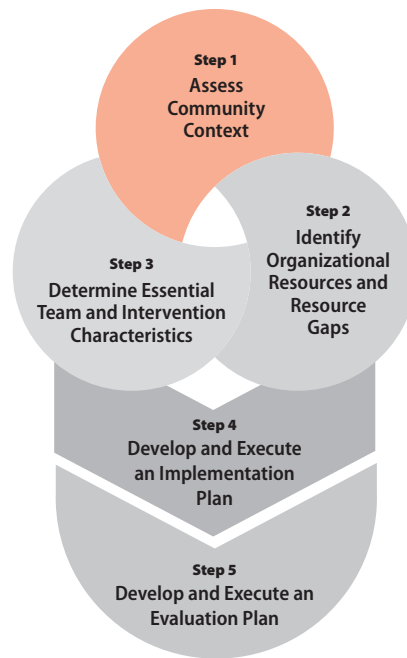 Step 1
Assess
Community
Context
Step 2
Identify
Organizational
Resources and
Resource
Gaps
Step 3
Determine Essential
Team and Intervention
Characteristics
Step 4
Develop and Execute
an Implementation
Plan
Step 5
Develop and Execute an
Evaluation Plan